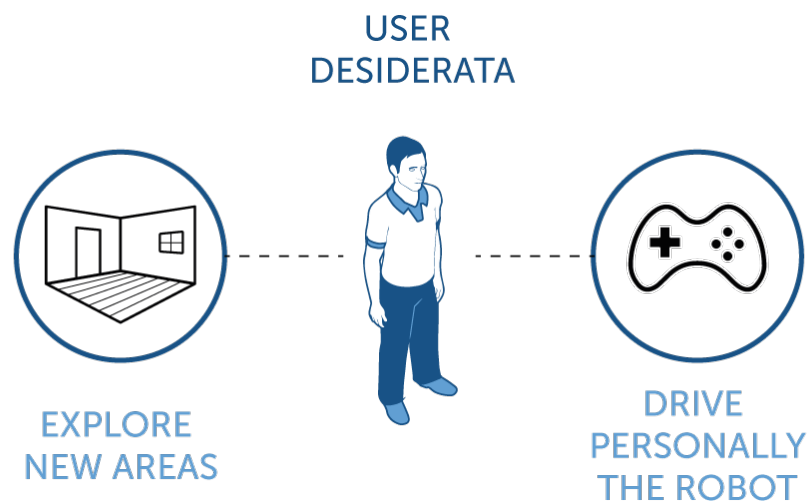 USER
DESIDERATA
EXPLORE
NEW AREAS
DRIVE
PERSONALLY
THE ROBOT